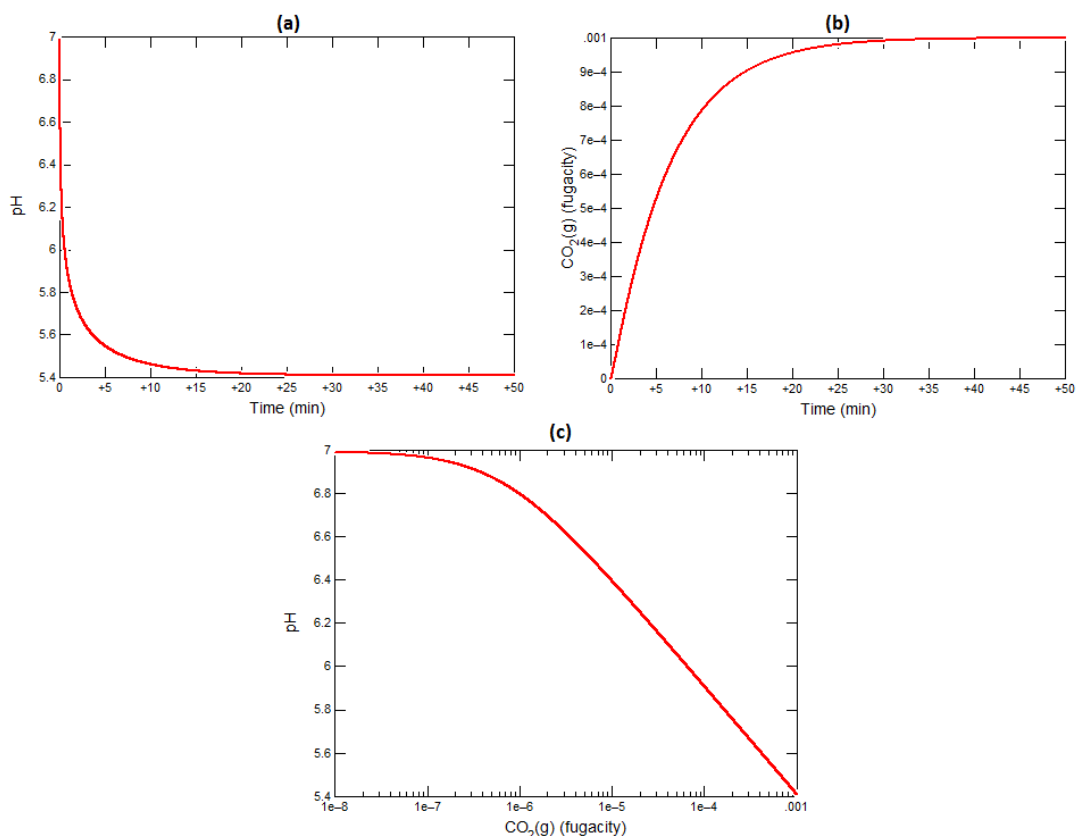 (a)
7
6.8
6.6
6.4
6.2
6
5.8
5.6
5.4
pH
0 +5 +10 +15 +20 +25 +30 +35 +40 +45 +50
Time (min)
(b)
.001
9e–4
8e–4
7e–4
6e–4
5e–4
4e–4
3e–4
2e–4
1e–4
0
CO₂(g) (fugacity)
0 +5 +10 +15 +20 +25 +30 +35 +40 +45 +50
Time (min)
(c)
7
6.8
6.6
6.4
6.2
6
5.8
5.6
5.4
pH
1e–8 1e–7 1e–6 1e–5 1e–4 .001
CO₂(g) (fugacity)